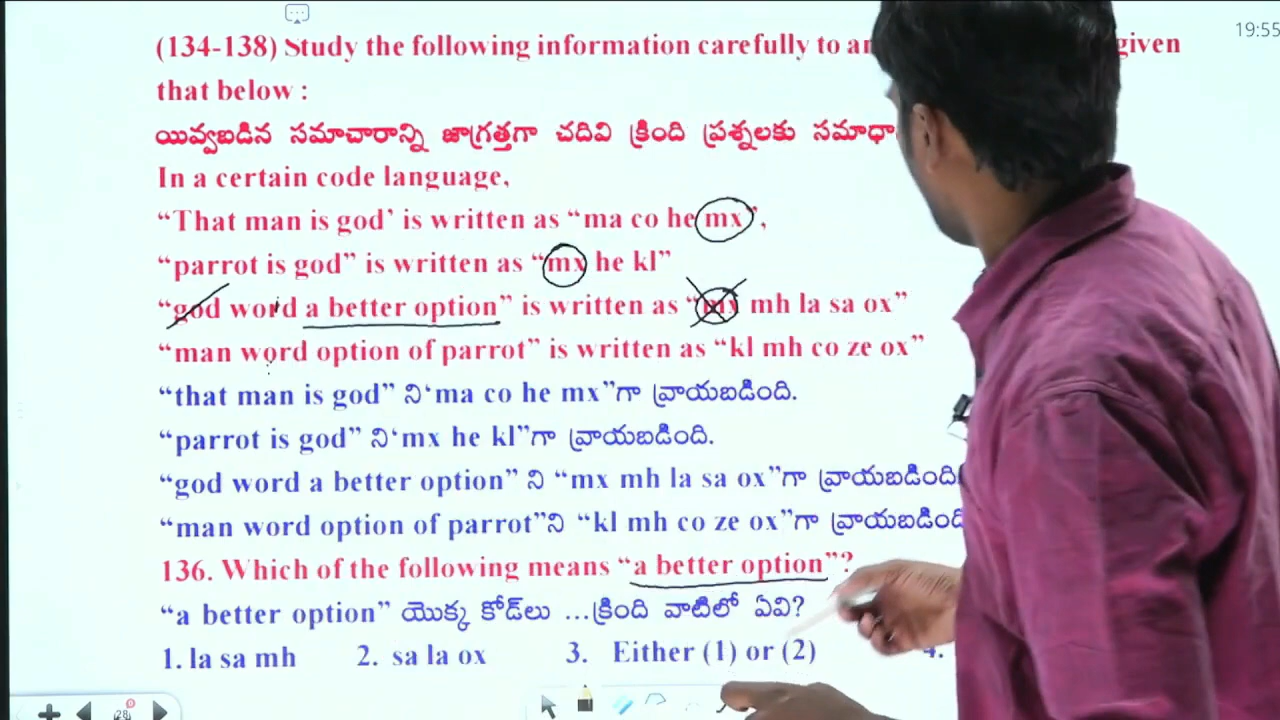 19:55
(134-138) Study the following information carefully to an given
that below :
యివ్వబడిన సమాచారాన్ని జాగ్రత్తగా చదివి క్రింది ప్రశ్నలకు సమాధా
In a certain code language,
“That man is god’ is written as “ma co he mx”,
“parrot is god” is written as “mx he kl”
“god word a better option” is written as “mx mh la sa ox”
“man word option of parrot” is written as “kl mh co ze ox”
“that man is god” ని‘ma co he mx”గా వ్రాయబడింది.
“parrot is god” ని‘mx he kl”గా వ్రాయబడింది.
“god word a better option” ని “mx mh la sa ox”గా వ్రాయబడింది
“man word option of parrot”ని “kl mh co ze ox”గా వ్రాయబడింద
136. Which of the following means “a better option”?
“a better option” యొక్క కోడ్‌లు ...క్రింది వాటిలో ఏవి?
1. la sa mh 2. sa la ox 3. Either (1) or (2) 4.
28